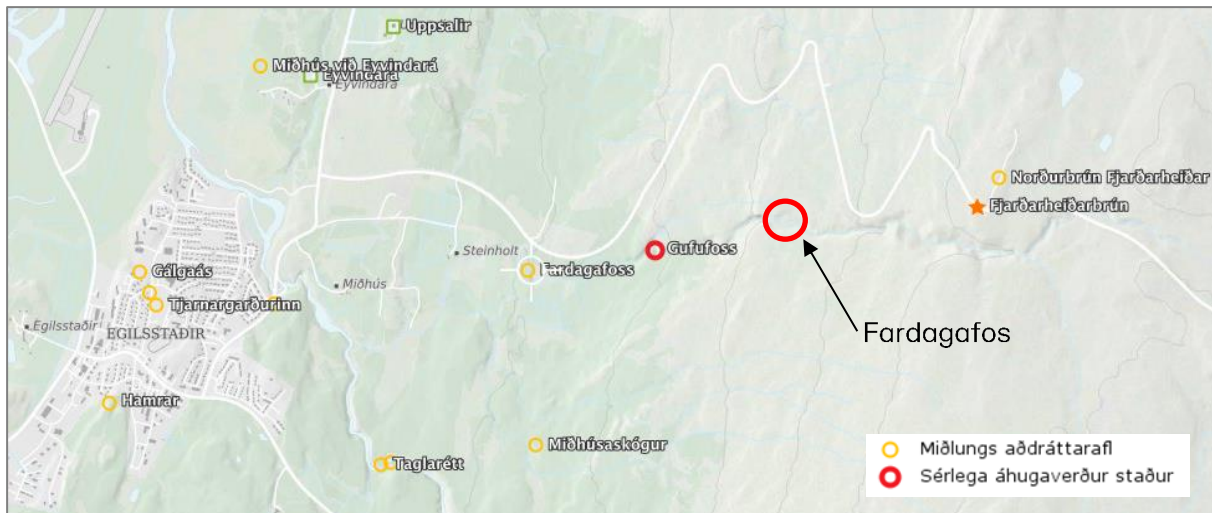 Uppsalir
Miðhús við Eyvindará
Eyvindará
Eyvindará
Norðurbrún Fjarðarheiðar
Fjarðarheiðarbrún
Steinholt
Gufufoss
Gálgaás
Fardagafoss
Miðhús
Tjarnargarðurinn
Egilsstaðir
EGILSSTAÐIR
Fardagafos
Hamrar
Miðhúsaskógur
Taglarétt
Miðlungs aðdráttarafl
Sérlega áhugaverður staður